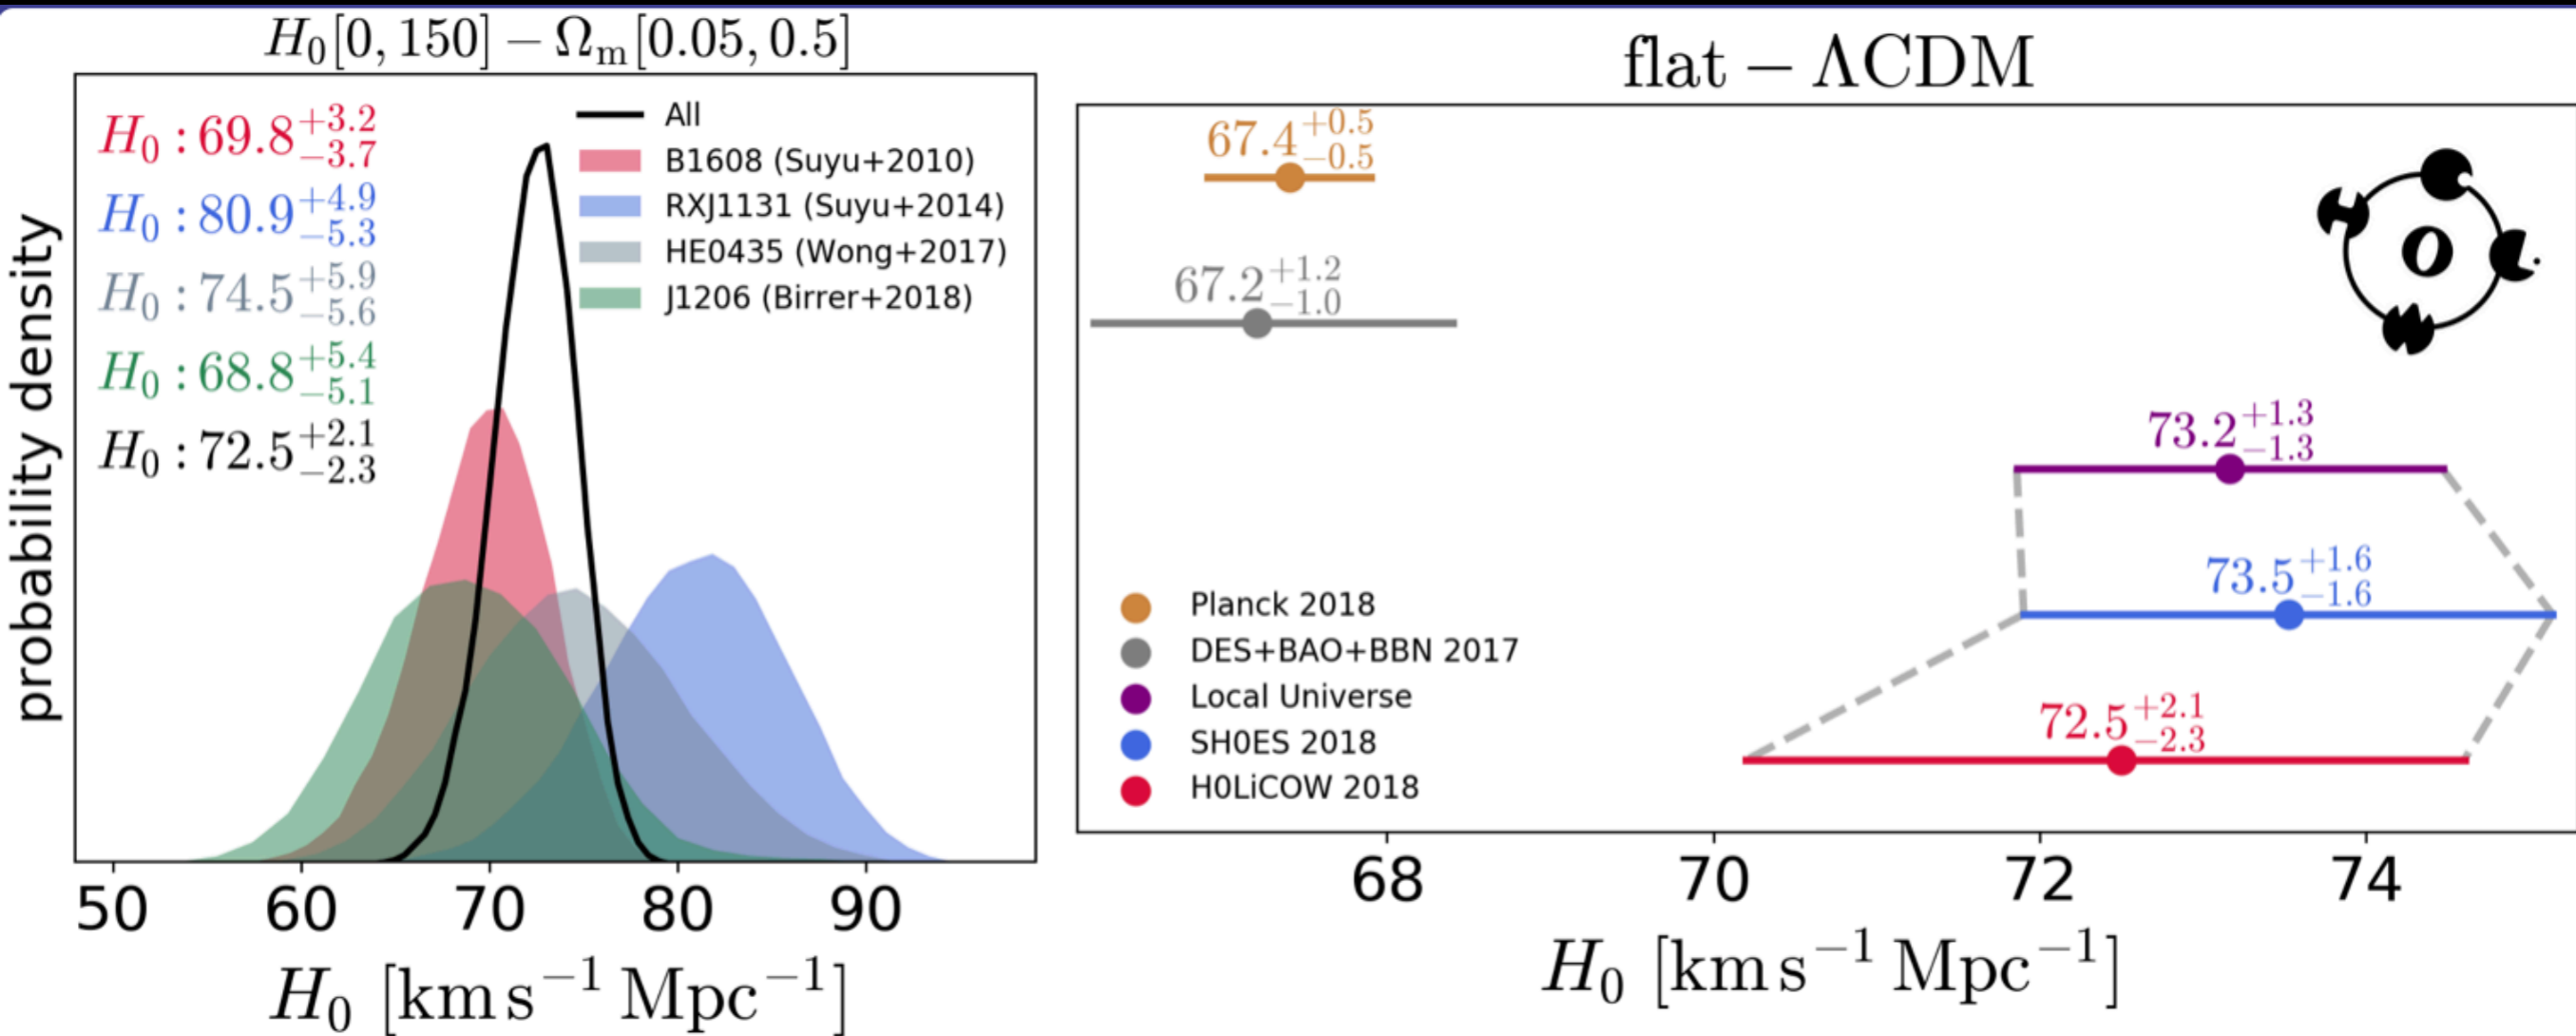 H₀[0, 150] − Ωₘ[0.05, 0.5]
probability density
H₀ : 69.8 +3.2 −3.7
H₀ : 80.9 +4.9 −5.3
H₀ : 74.5 +5.9 −5.6
H₀ : 68.8 +5.4 −5.1
H₀ : 72.5 +2.1 −2.3
All
B1608 (Suyu+2010)
RXJ1131 (Suyu+2014)
HE0435 (Wong+2017)
J1206 (Birrer+2018)
50 60 70 80 90
H₀ [km s⁻¹ Mpc⁻¹]
flat − ΛCDM
67.4 +0.5 −0.5
67.2 +1.2 −1.0
73.2 +1.3 −1.3
73.5 +1.6 −1.6
72.5 +2.1 −2.3
Planck 2018
DES+BAO+BBN 2017
Local Universe
SH0ES 2018
H0LiCOW 2018
68 70 72 74
H₀ [km s⁻¹ Mpc⁻¹]